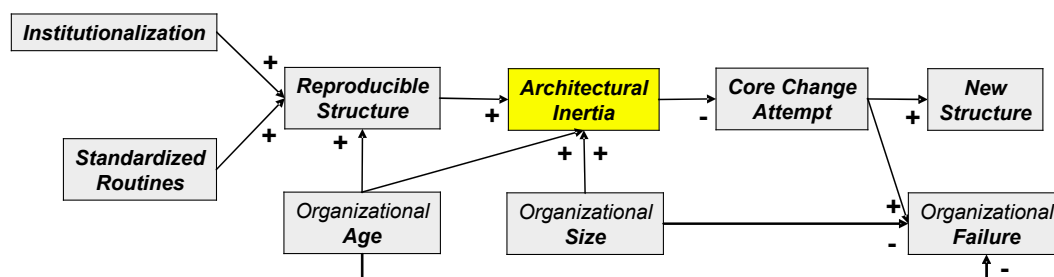 Institutionalization
+
+
Standardized
Routines
Reproducible
Structure
+
+
Architectural
Inertia
+
+
-
Core Change
Attempt
+
New
Structure
Organizational
Age
Organizational
Size
+
-
Organizational
Failure
-